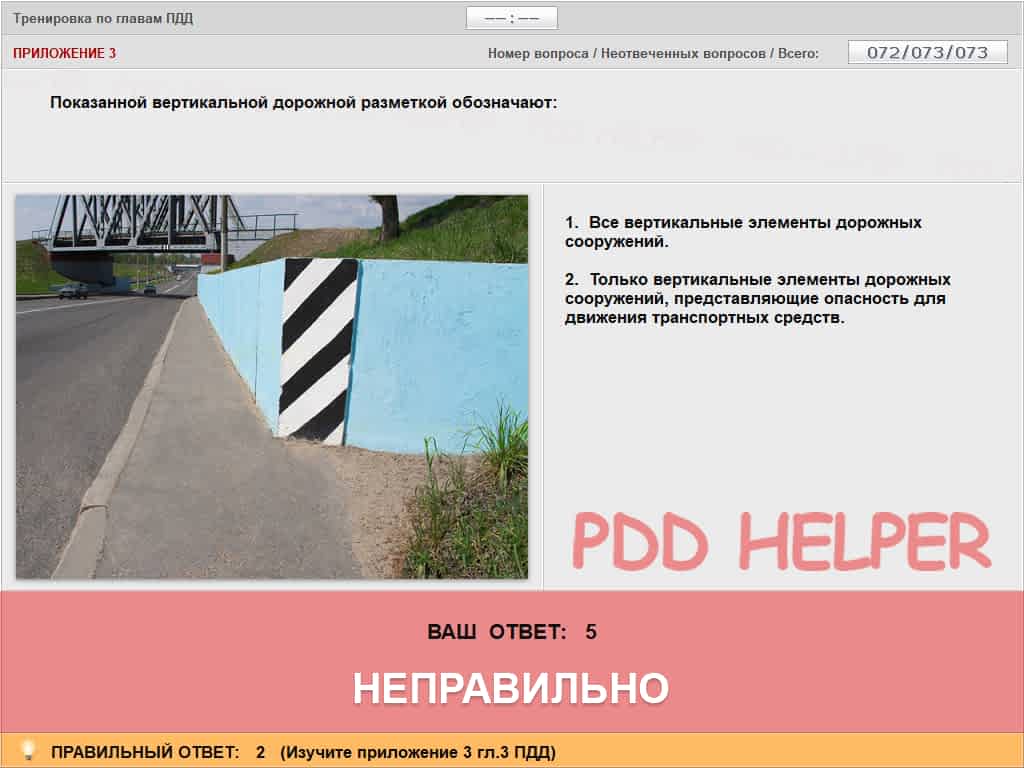 Тренировка по главам ПДД
—— : ——
ПРИЛОЖЕНИЕ 3
Номер вопроса / Неотвеченных вопросов / Всего:
072/073/073
Показанной вертикальной дорожной разметкой обозначают:
1. Все вертикальные элементы дорожных
сооружений.
2. Только вертикальные элементы дорожных
сооружений, представляющие опасность для
движения транспортных средств.
PDD HELPER
ВАШ ОТВЕТ: 5
НЕПРАВИЛЬНО
ПРАВИЛЬНЫЙ ОТВЕТ: 2 (Изучите приложение 3 гл.3 ПДД)